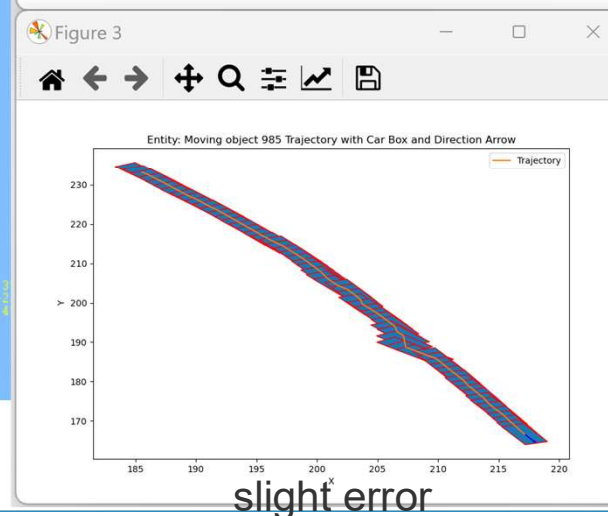 Figure 3
Entity: Moving object 985 Trajectory with Car Box and Direction Arrow
Trajectory
230
220
210
200
190
180
170
Y
185 190 195 200 205 210 215 220
X
slight error